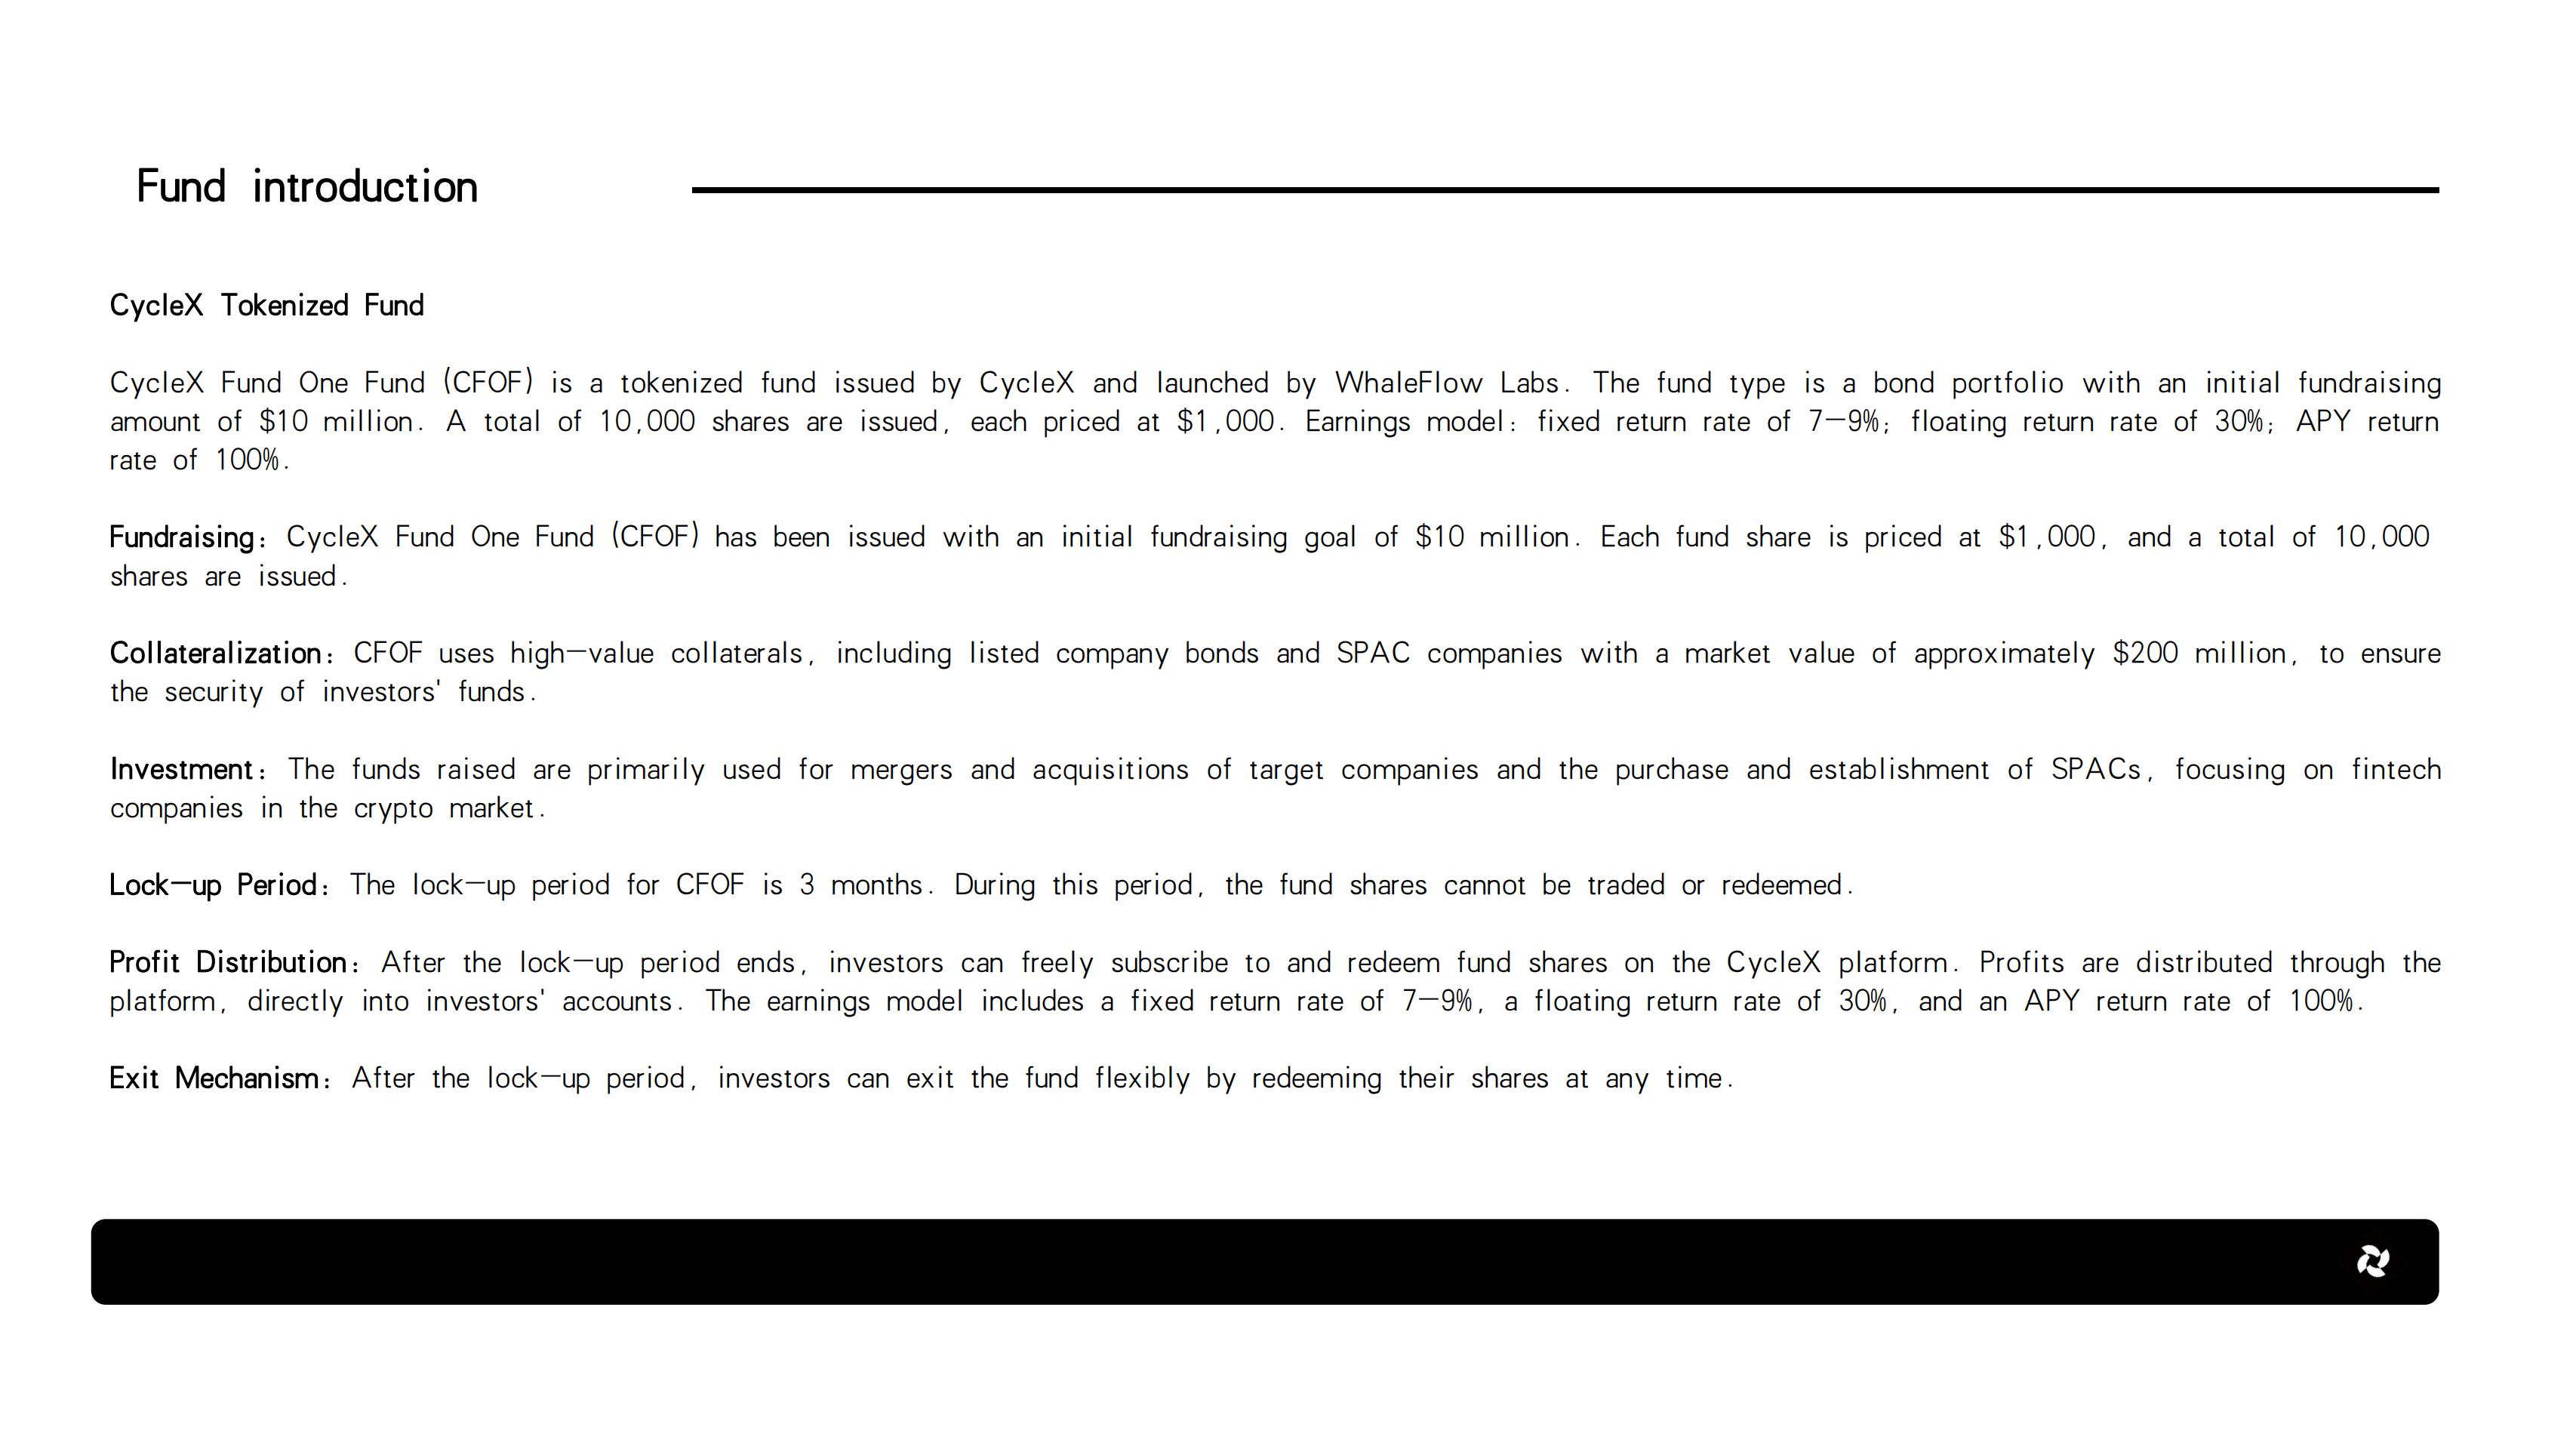 Fund introduction
CycleX Tokenized Fund
CycleX Fund One Fund (CFOF) is a tokenized fund issued by CycleX and launched by WhaleFlow Labs. The fund type is a bond portfolio with an initial fundraising
amount of $10 million. A total of 10,000 shares are issued, each priced at $1,000. Earnings model: fixed return rate of 7—9%; floating return rate of 30%; APY return
rate of 100%.
Fundraising: CycleX Fund One Fund (CFOF) has been issued with an initial fundraising goal of $10 million. Each fund share is priced at $1,000, and a total of 10,000
shares are issued.
Collateralization: CFOF uses high—value collaterals, including listed company bonds and SPAC companies with a market value of approximately $200 million, to ensure
the security of investors' funds.
Investment: The funds raised are primarily used for mergers and acquisitions of target companies and the purchase and establishment of SPACs, focusing on fintech
companies in the crypto market.
Lock—up Period: The lock—up period for CFOF is 3 months. During this period, the fund shares cannot be traded or redeemed.
Profit Distribution: After the lock—up period ends, investors can freely subscribe to and redeem fund shares on the CycleX platform. Profits are distributed through the
platform, directly into investors' accounts. The earnings model includes a fixed return rate of 7—9%, a floating return rate of 30%, and an APY return rate of 100%.
Exit Mechanism: After the lock—up period, investors can exit the fund flexibly by redeeming their shares at any time.